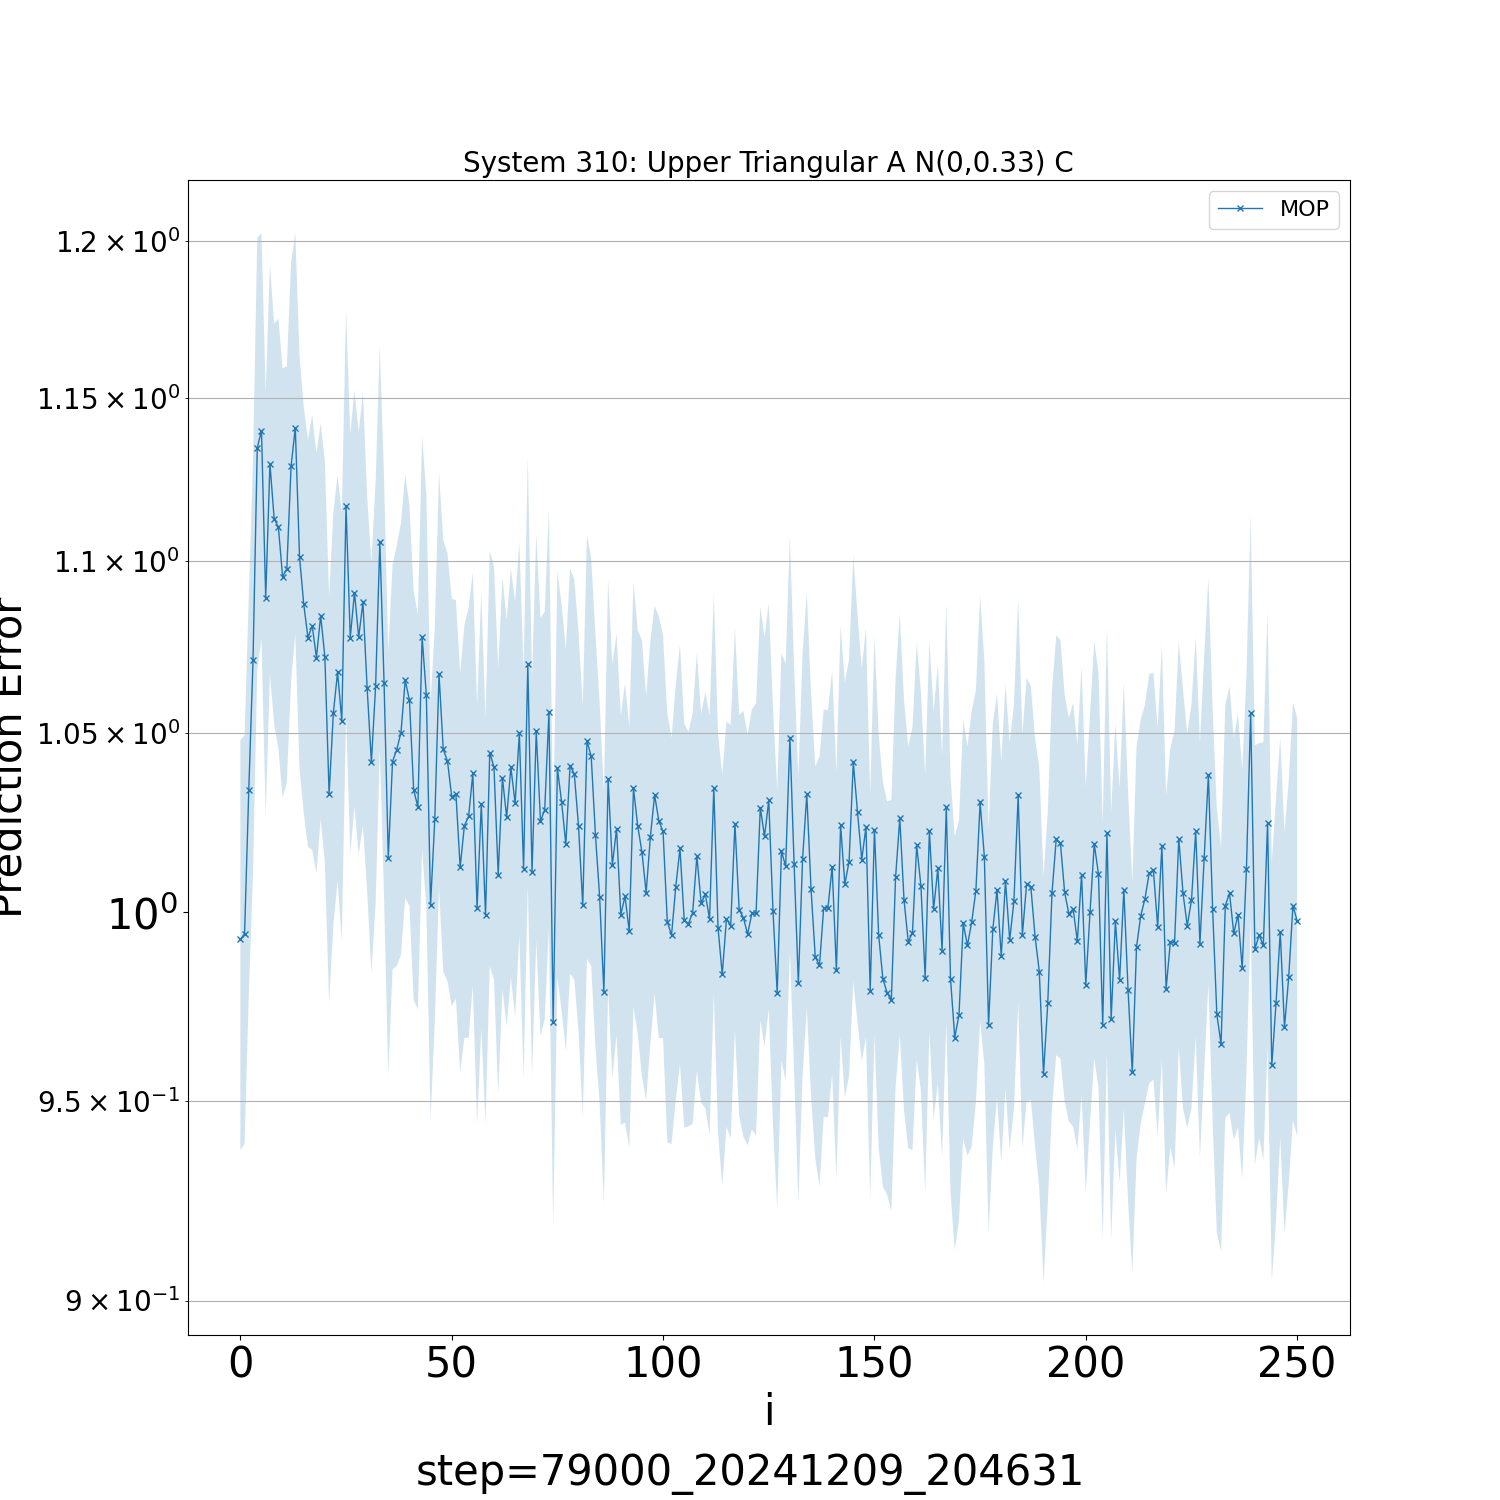 System 310: Upper Triangular A N(0,0.33) C
MOP
1.2 × 10⁰
1.15 × 10⁰
1.1 × 10⁰
1.05 × 10⁰
10⁰
9.5 × 10⁻¹
9 × 10⁻¹
Prediction Error
0 50 100 150 200 250
i
step=79000_20241209_204631